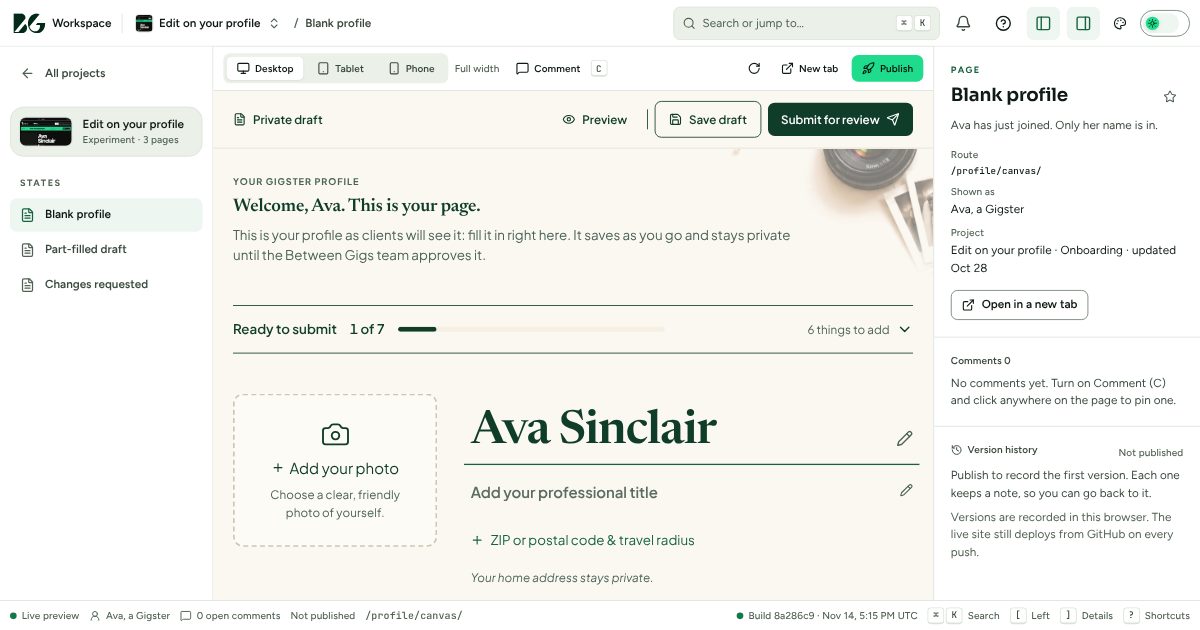 BG Workspace
Edit on your profile
/ Blank profile
Search or jump to...
⌘ K
All projects
Edit on your profile
Experiment · 3 pages
STATES
Blank profile
Part-filled draft
Changes requested
Desktop
Tablet
Phone
Full width
Comment C
New tab
Publish
Private draft
Preview
Save draft
Submit for review
YOUR GIGSTER PROFILE
Welcome, Ava. This is your page.
This is your profile as clients will see it: fill it in right here. It saves as you go and stays private
until the Between Gigs team approves it.
Ready to submit 1 of 7
6 things to add
+ Add your photo
Choose a clear, friendly
photo of yourself.
Ava Sinclair
Add your professional title
+ ZIP or postal code & travel radius
Your home address stays private.
PAGE
Blank profile
Ava has just joined. Only her name is in.
Route
/profile/canvas/
Shown as
Ava, a Gigster
Project
Edit on your profile · Onboarding · updated
Oct 28
Open in a new tab
Comments 0
No comments yet. Turn on Comment (C)
and click anywhere on the page to pin one.
Version history
Not published
Publish to record the first version. Each one
keeps a note, so you can go back to it.
Versions are recorded in this browser. The
live site still deploys from GitHub on every
push.
Live preview
Ava, a Gigster
0 open comments
Not published
/profile/canvas/
Build 8a286c9 · Nov 14, 5:15 PM UTC
⌘ K Search
[ Left
] Details
? Shortcuts